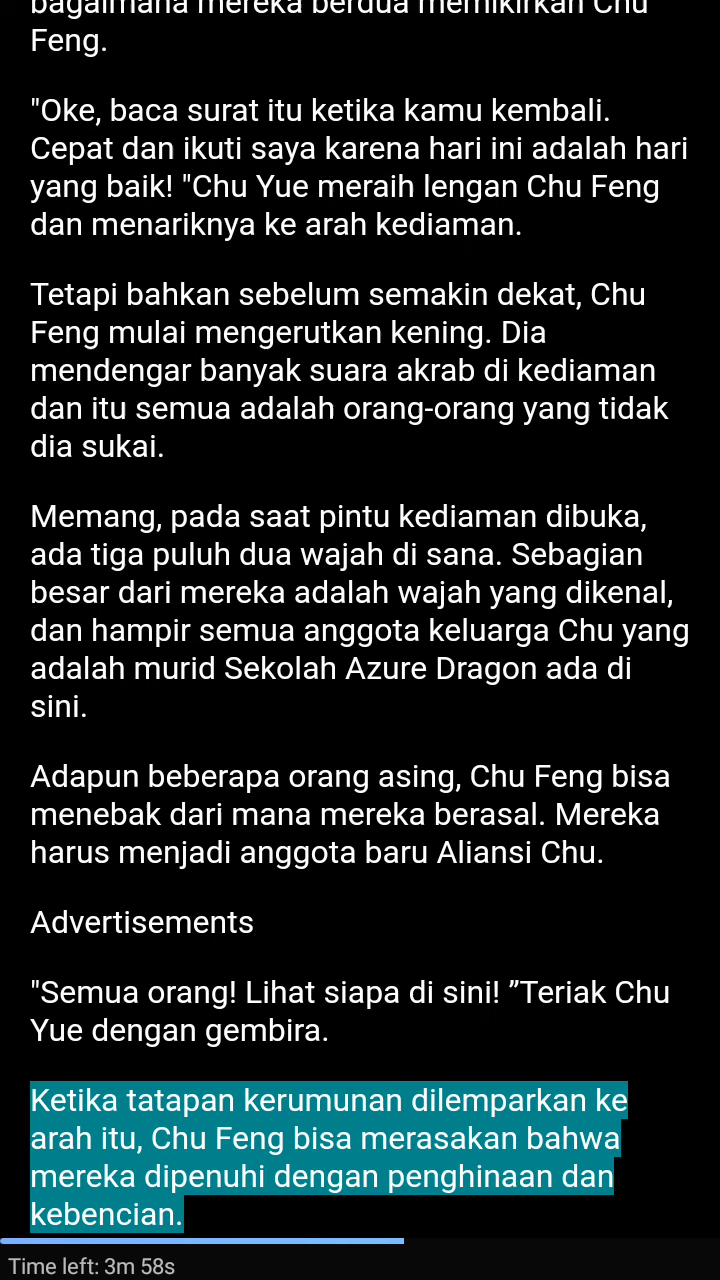 bagaimana mereka berdua memikirkan Chu
Feng.
"Oke, baca surat itu ketika kamu kembali.
Cepat dan ikuti saya karena hari ini adalah hari
yang baik! "Chu Yue meraih lengan Chu Feng
dan menariknya ke arah kediaman.
Tetapi bahkan sebelum semakin dekat, Chu
Feng mulai mengerutkan kening. Dia
mendengar banyak suara akrab di kediaman
dan itu semua adalah orang-orang yang tidak
dia sukai.
Memang, pada saat pintu kediaman dibuka,
ada tiga puluh dua wajah di sana. Sebagian
besar dari mereka adalah wajah yang dikenal,
dan hampir semua anggota keluarga Chu yang
adalah murid Sekolah Azure Dragon ada di
sini.
Adapun beberapa orang asing, Chu Feng bisa
menebak dari mana mereka berasal. Mereka
harus menjadi anggota baru Aliansi Chu.
Advertisements
"Semua orang! Lihat siapa di sini! ”Teriak Chu
Yue dengan gembira.
Ketika tatapan kerumunan dilemparkan ke
arah itu, Chu Feng bisa merasakan bahwa
mereka dipenuhi dengan penghinaan dan
kebencian.
Time left: 3m 58s